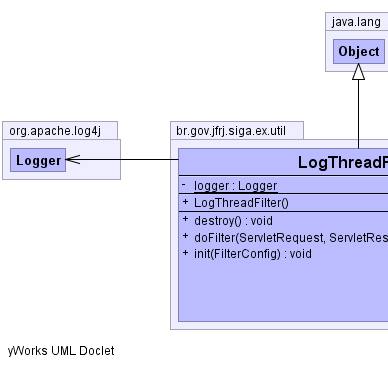 java.lang
Object
org.apache.log4j
Logger
br.gov.jfrj.siga.ex.util
LogThreadF
- logger : Logger
+ LogThreadFilter()
+ destroy() : void
+ doFilter(ServletRequest, ServletRes
+ init(FilterConfig) : void
yWorks UML Doclet